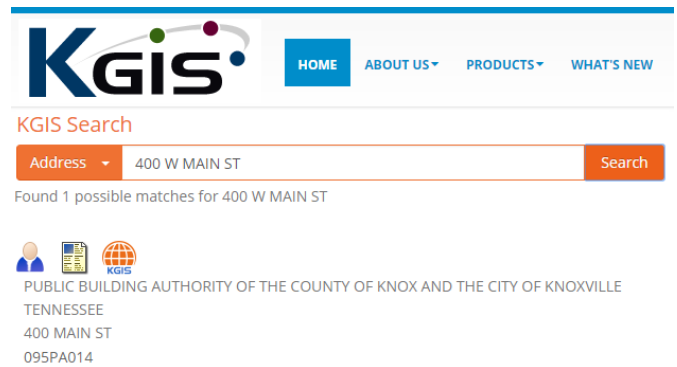 KGIS
HOME ABOUT US PRODUCTS WHAT'S NEW
KGIS Search
Address 400 W MAIN ST Search
Found 1 possible matches for 400 W MAIN ST
KGIS
PUBLIC BUILDING AUTHORITY OF THE COUNTY OF KNOX AND THE CITY OF KNOXVILLE
TENNESSEE
400 MAIN ST
095PA014